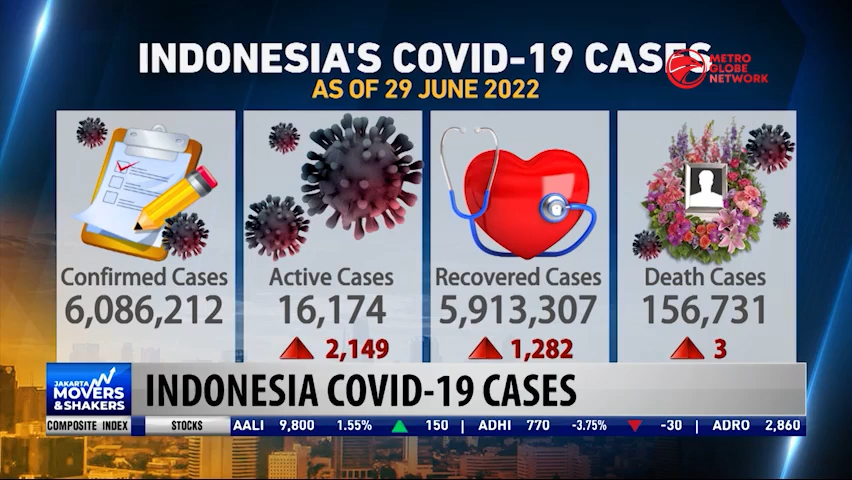 INDONESIA'S COVID-19 CASES
METRO
GLOBE
NETWORK
AS OF 29 JUNE 2022
Confirmed Cases
6,086,212
Active Cases
16,174
2,149
Recovered Cases
5,913,307
1,282
Death Cases
156,731
3
JAKARTA
MOVERS
& SHAKERS
INDONESIA COVID-19 CASES
COMPOSITE INDEX STOCKS AALI 9,800 1.55% 150 | ADHI 770 -3.75% -30 | ADRO 2,860